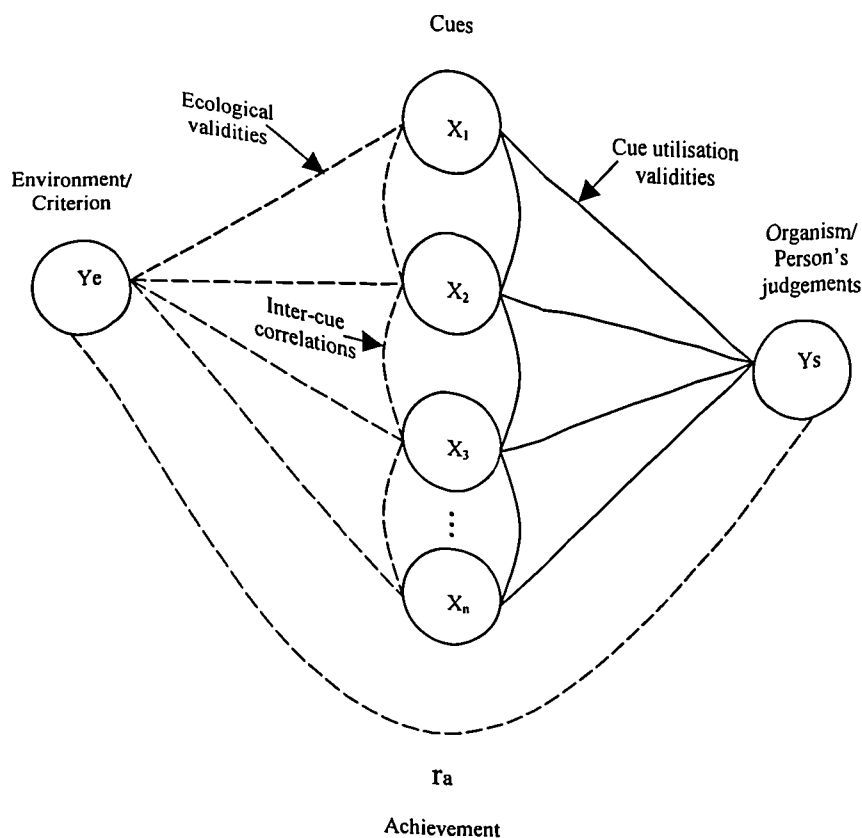 Cues
Ecological
validities
X₁
Cue utilisation
validities
Environment/
Criterion
Organism/
Person's
judgements
Ye
X₂
Inter-cue
correlations
Ys
X₃
⋮
Xₙ
ra
Achievement